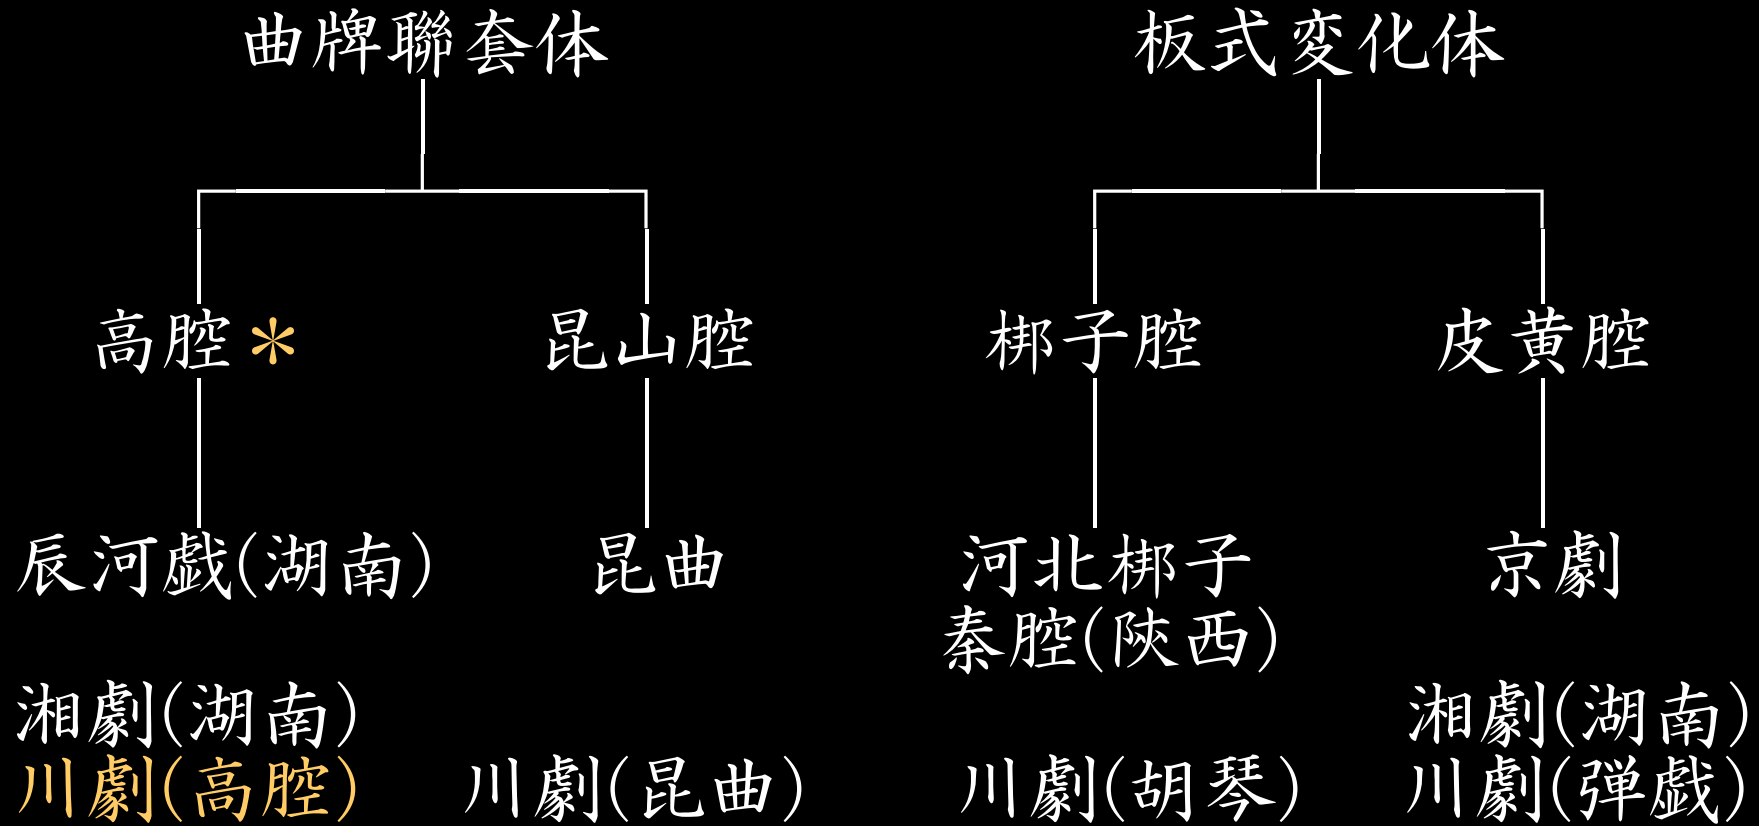 曲牌聯套体 板式変化体
高腔* 昆山腔 梆子腔 皮黄腔
辰河戯(湖南) 昆曲 河北梆子 京劇
秦腔(陝西)
湘劇(湖南) 湘劇(湖南)
川劇(高腔) 川劇(昆曲) 川劇(胡琴) 川劇(弾戯)